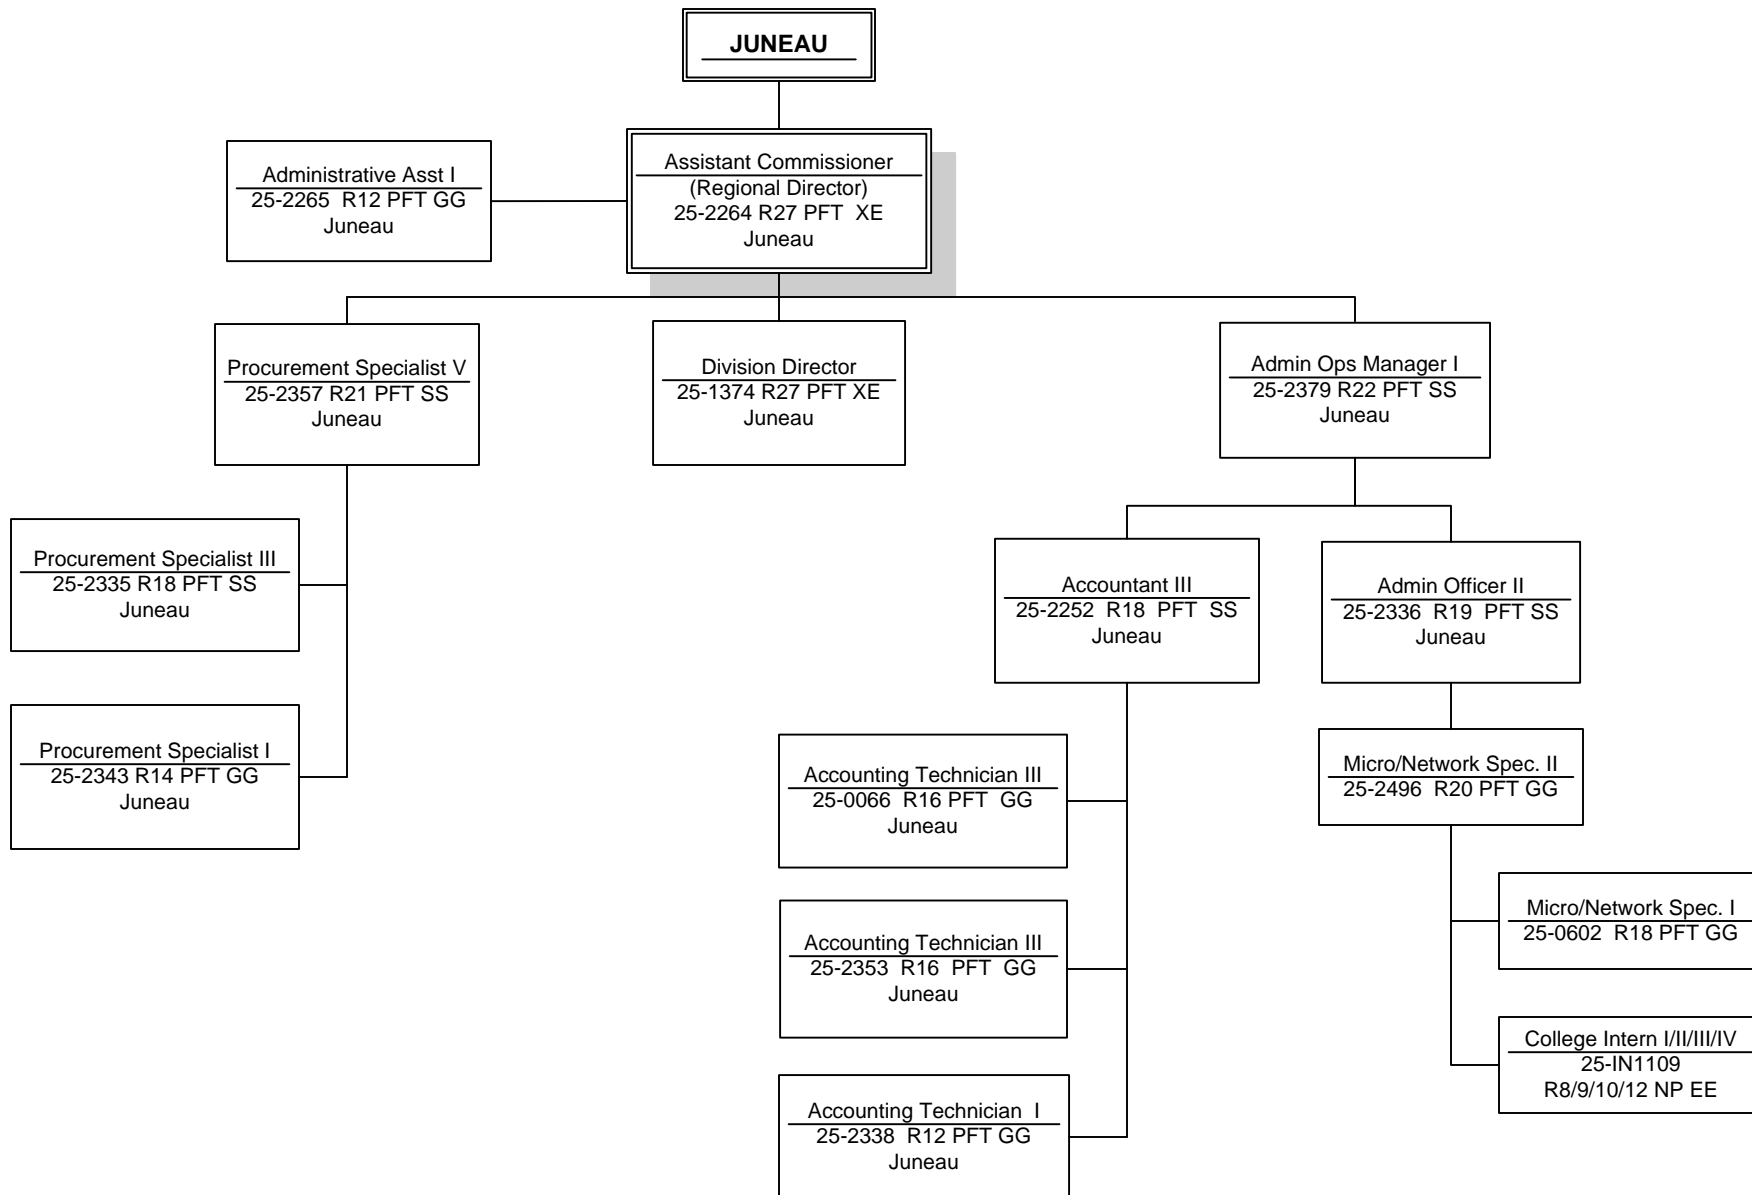 JUNEAU
Administrative Asst I
25-2265 R12 PFT GG
Juneau
Assistant Commissioner
(Regional Director)
25-2264 R27 PFT XE
Juneau
Procurement Specialist V
25-2357 R21 PFT SS
Juneau
Division Director
25-1374 R27 PFT XE
Juneau
Admin Ops Manager I
25-2379 R22 PFT SS
Juneau
Procurement Specialist III
25-2335 R18 PFT SS
Juneau
Procurement Specialist I
25-2343 R14 PFT GG
Juneau
Accountant III
25-2252 R18 PFT SS
Juneau
Admin Officer II
25-2336 R19 PFT SS
Juneau
Accounting Technician III
25-0066 R16 PFT GG
Juneau
Accounting Technician III
25-2353 R16 PFT GG
Juneau
Accounting Technician I
25-2338 R12 PFT GG
Juneau
Micro/Network Spec. II
25-2496 R20 PFT GG
Micro/Network Spec. I
25-0602 R18 PFT GG
College Intern I/II/III/IV
25-IN1109
R8/9/10/12 NP EE